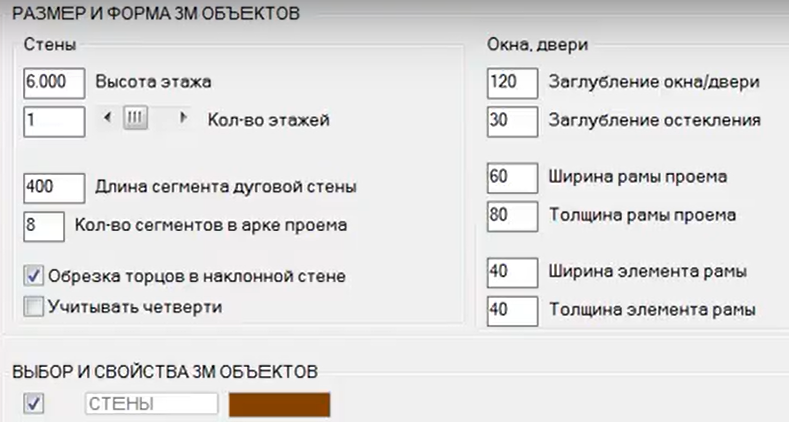 РАЗМЕР И ФОРМА 3М ОБЪЕКТОВ
Стены
6.000 Высота этажа
1 Кол-во этажей
400 Длина сегмента дуговой стены
8 Кол-во сегментов в арке проема
Обрезка торцов в наклонной стене
Учитывать четверти
Окна, двери
120 Заглубление окна/двери
30 Заглубление остекления
60 Ширина рамы проема
80 Толщина рамы проема
40 Ширина элемента рамы
40 Толщина элемента рамы
ВЫБОР И СВОЙСТВА 3М ОБЪЕКТОВ
СТЕНЫ